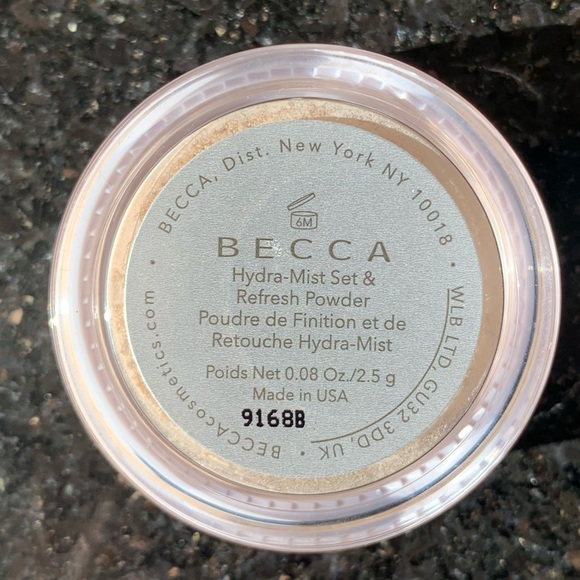 BECCA, Dist. New York NY 10018 •
6M
BECCA
Hydra-Mist Set &
Refresh Powder
Poudre de Finition et de
Retouche Hydra-Mist
Poids Net 0.08 Oz./2.5 g
Made in USA
9168B
WLB LTD, GU32 3DD, UK •
BECCAcosmetics.com •